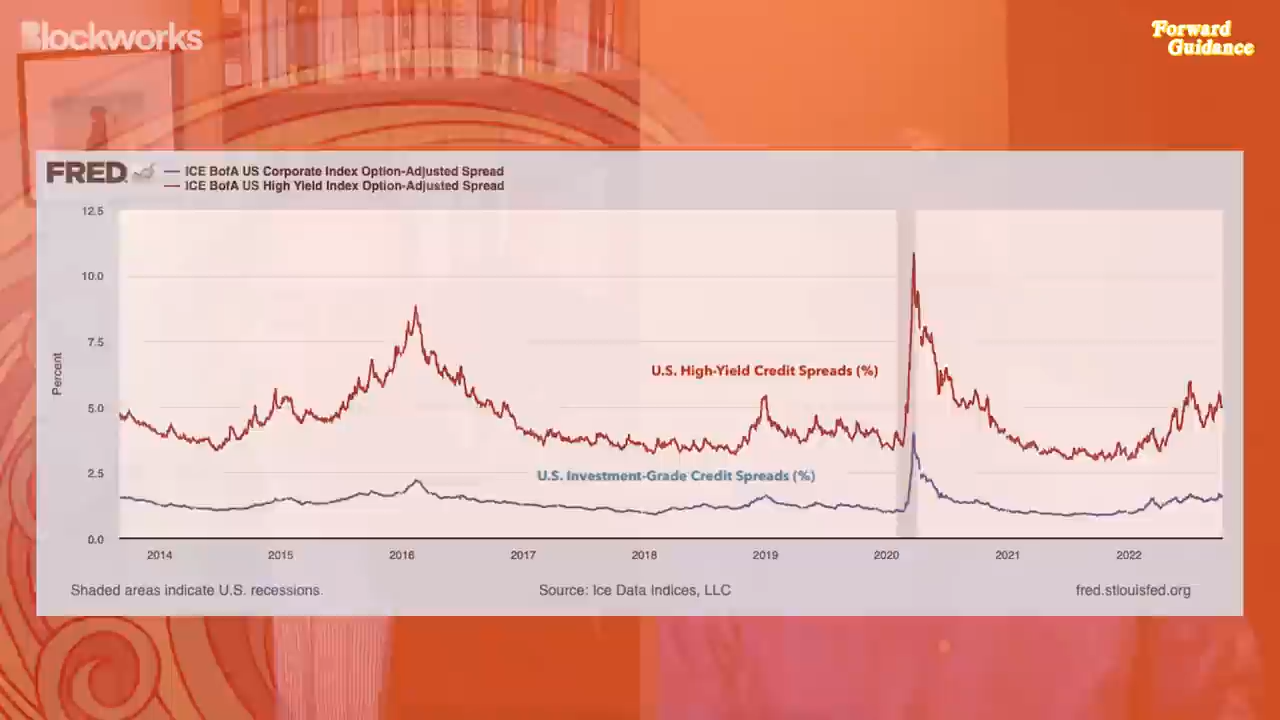 Blockworks
Forward
Guidance
FRED
ICE BofA US Corporate Index Option-Adjusted Spread
ICE BofA US High Yield Index Option-Adjusted Spread
12.5
10.0
7.5
5.0
2.5
0.0
Percent
U.S. High-Yield Credit Spreads (%)
U.S. Investment-Grade Credit Spreads (%)
2014 2015 2016 2017 2018 2019 2020 2021 2022
Shaded areas indicate U.S. recessions. Source: Ice Data Indices, LLC fred.stlouisfed.org